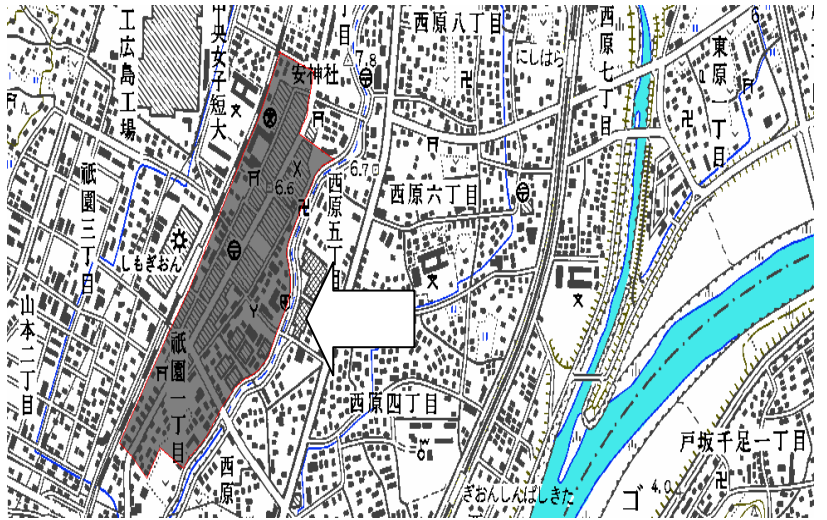 工広島工場
中央女子短大
丁目
西原八丁目
西原七丁目
東原一丁目
にしはら
安神社
7.8
6.6
6.7
祇園三丁目
しもぎおん
山本二丁目
祇園一丁目
西原五丁目
西原六丁目
西原四丁目
西原
戸坂千足一丁目
ぎおんしんばしきた
ゴ
4.0